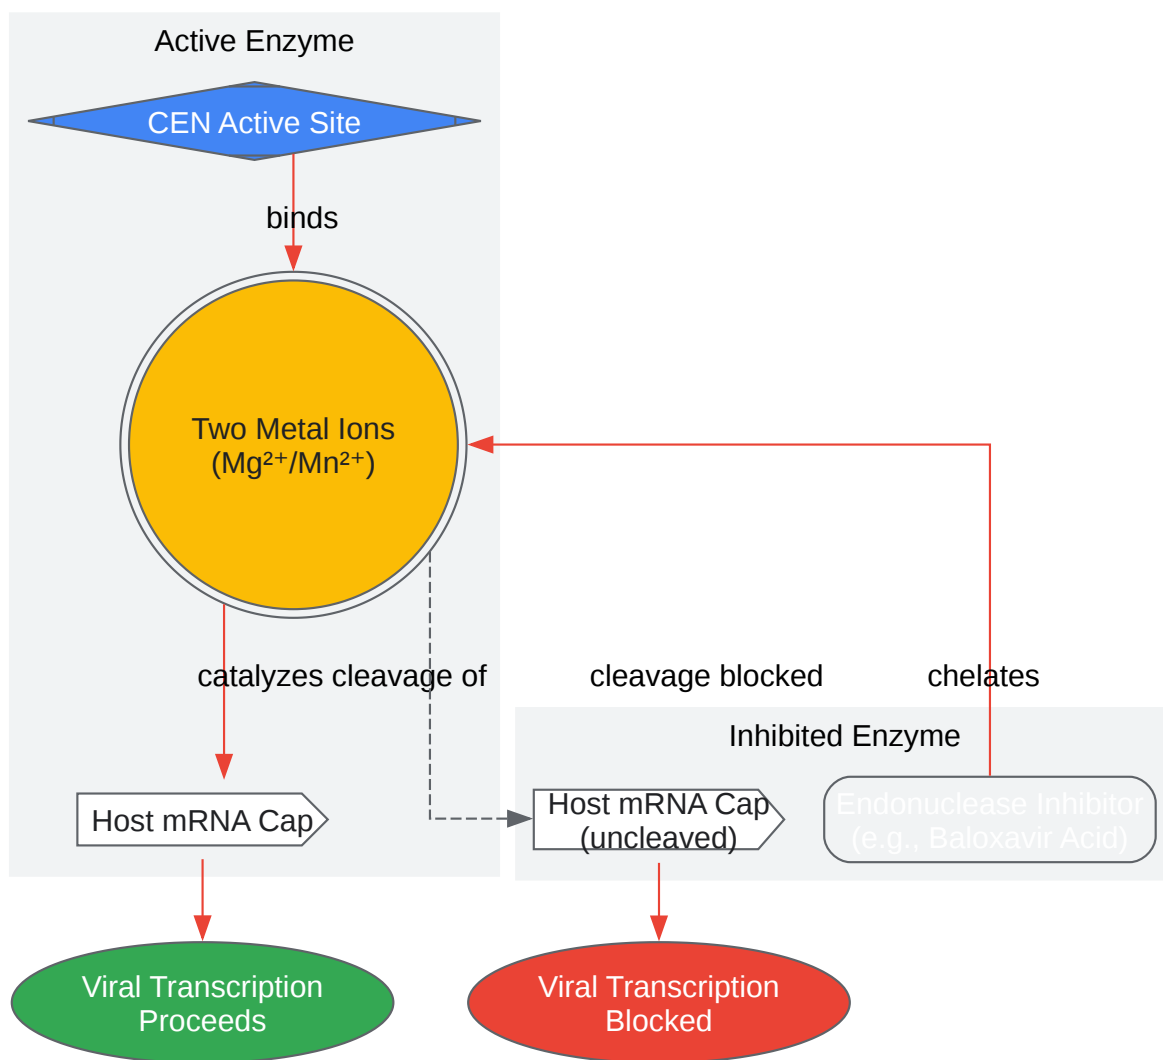 Active Enzyme
CEN Active Site
binds
Two Metal Ions
(Mg²⁺/Mn²⁺)
catalyzes cleavage of
cleavage blocked
chelates
Inhibited Enzyme
Host mRNA Cap
Host mRNA Cap
(uncleaved)
Endonuclease Inhibitor
(e.g., Baloxavir Acid)
Viral Transcription
Proceeds
Viral Transcription
Blocked